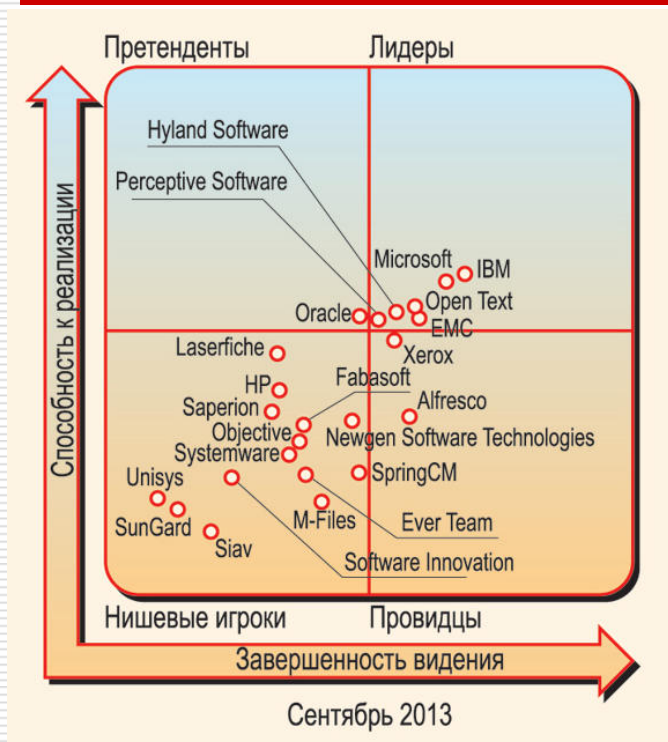 Претенденты
Лидеры
Hyland Software
Perceptive Software
Microsoft
IBM
Open Text
Oracle
EMC
Xerox
Laserfiche
Fabasoft
HP
Alfresco
Saperion
Objective
Newgen Software Technologies
Systemware
SpringCM
Unisys
M-Files
Ever Team
SunGard
Siav
Software Innovation
Нишевые игроки
Провидцы
Способность к реализации
Завершенность видения
Сентябрь 2013